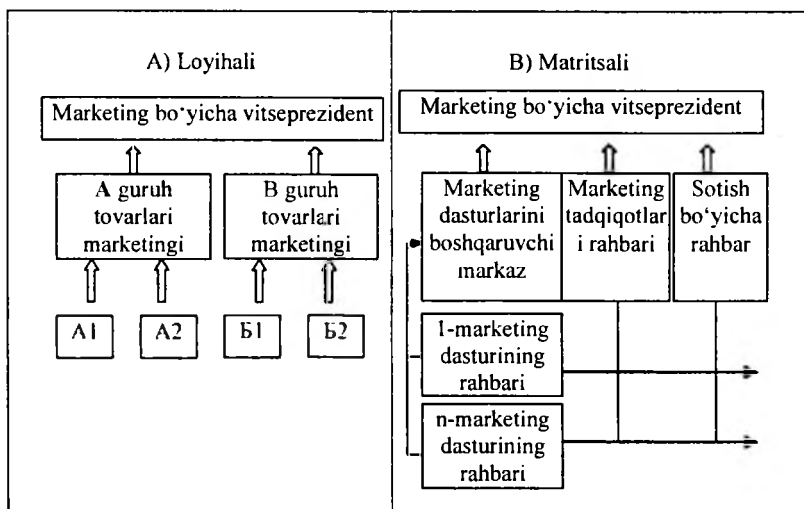 A) Loyihali
Marketing bo‘yicha vitseprezident
A guruh
tovarlari
marketingi
B guruh
tovarlari
marketingi
A1
A2
Б1
Б2
B) Matritsali
Marketing bo‘yicha vitseprezident
Marketing
dasturlarini
boshqaruvchi
markaz
Marketing
tadqiqotlar
i rahbari
Sotish
bo‘yicha
rahbar
1-marketing
dasturining
rahbari
n-marketing
dasturining
rahbari